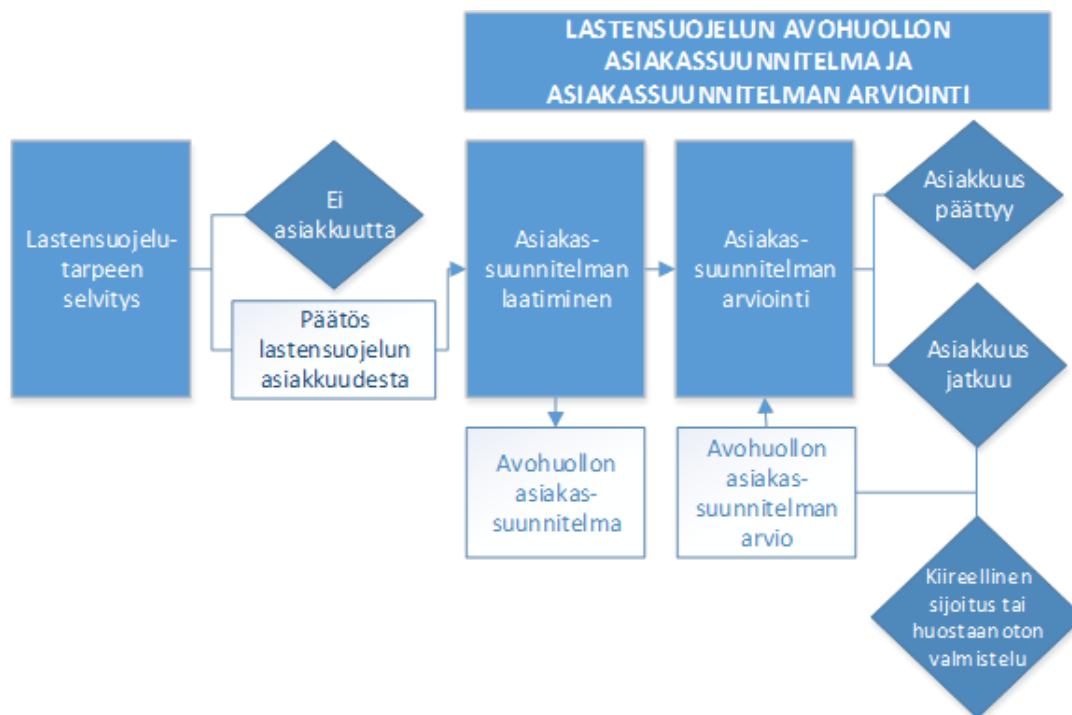 LASTENSUOJELUN AVOHUOLLON
ASIAKASSUUNNITELMA JA
ASIAKASSUUNNITELMAN ARVIOINTI
Lastensuojelu-
tarpeen
selvitys
Ei
asiakkuutta
Päätös
lastensuojelun
asiakkuudesta
Asiakas-
suunnitelman
laatiminen
Avohuollon
asiakas-
suunnitelma
Asiakas-
suunnitelman
arviointi
Avohuollon
asiakas-
suunnitelman
arvio
Asiakkuus
päättyy
Asiakkuus
jatkuu
Kiireellinen
sijoitus tai
huostaanoton
valmistelu